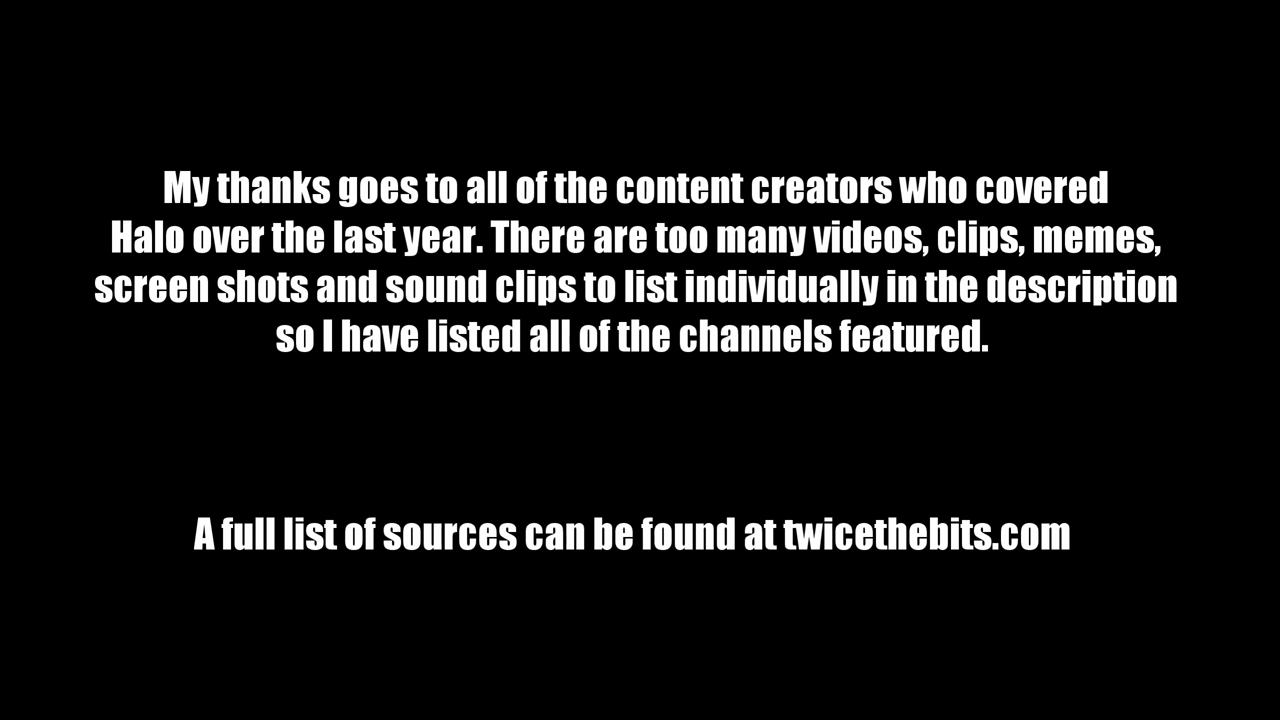 My thanks goes to all of the content creators who covered
Halo over the last year. There are too many videos, clips, memes,
screen shots and sound clips to list individually in the description
so I have listed all of the channels featured.
A full list of sources can be found at twicethebits.com